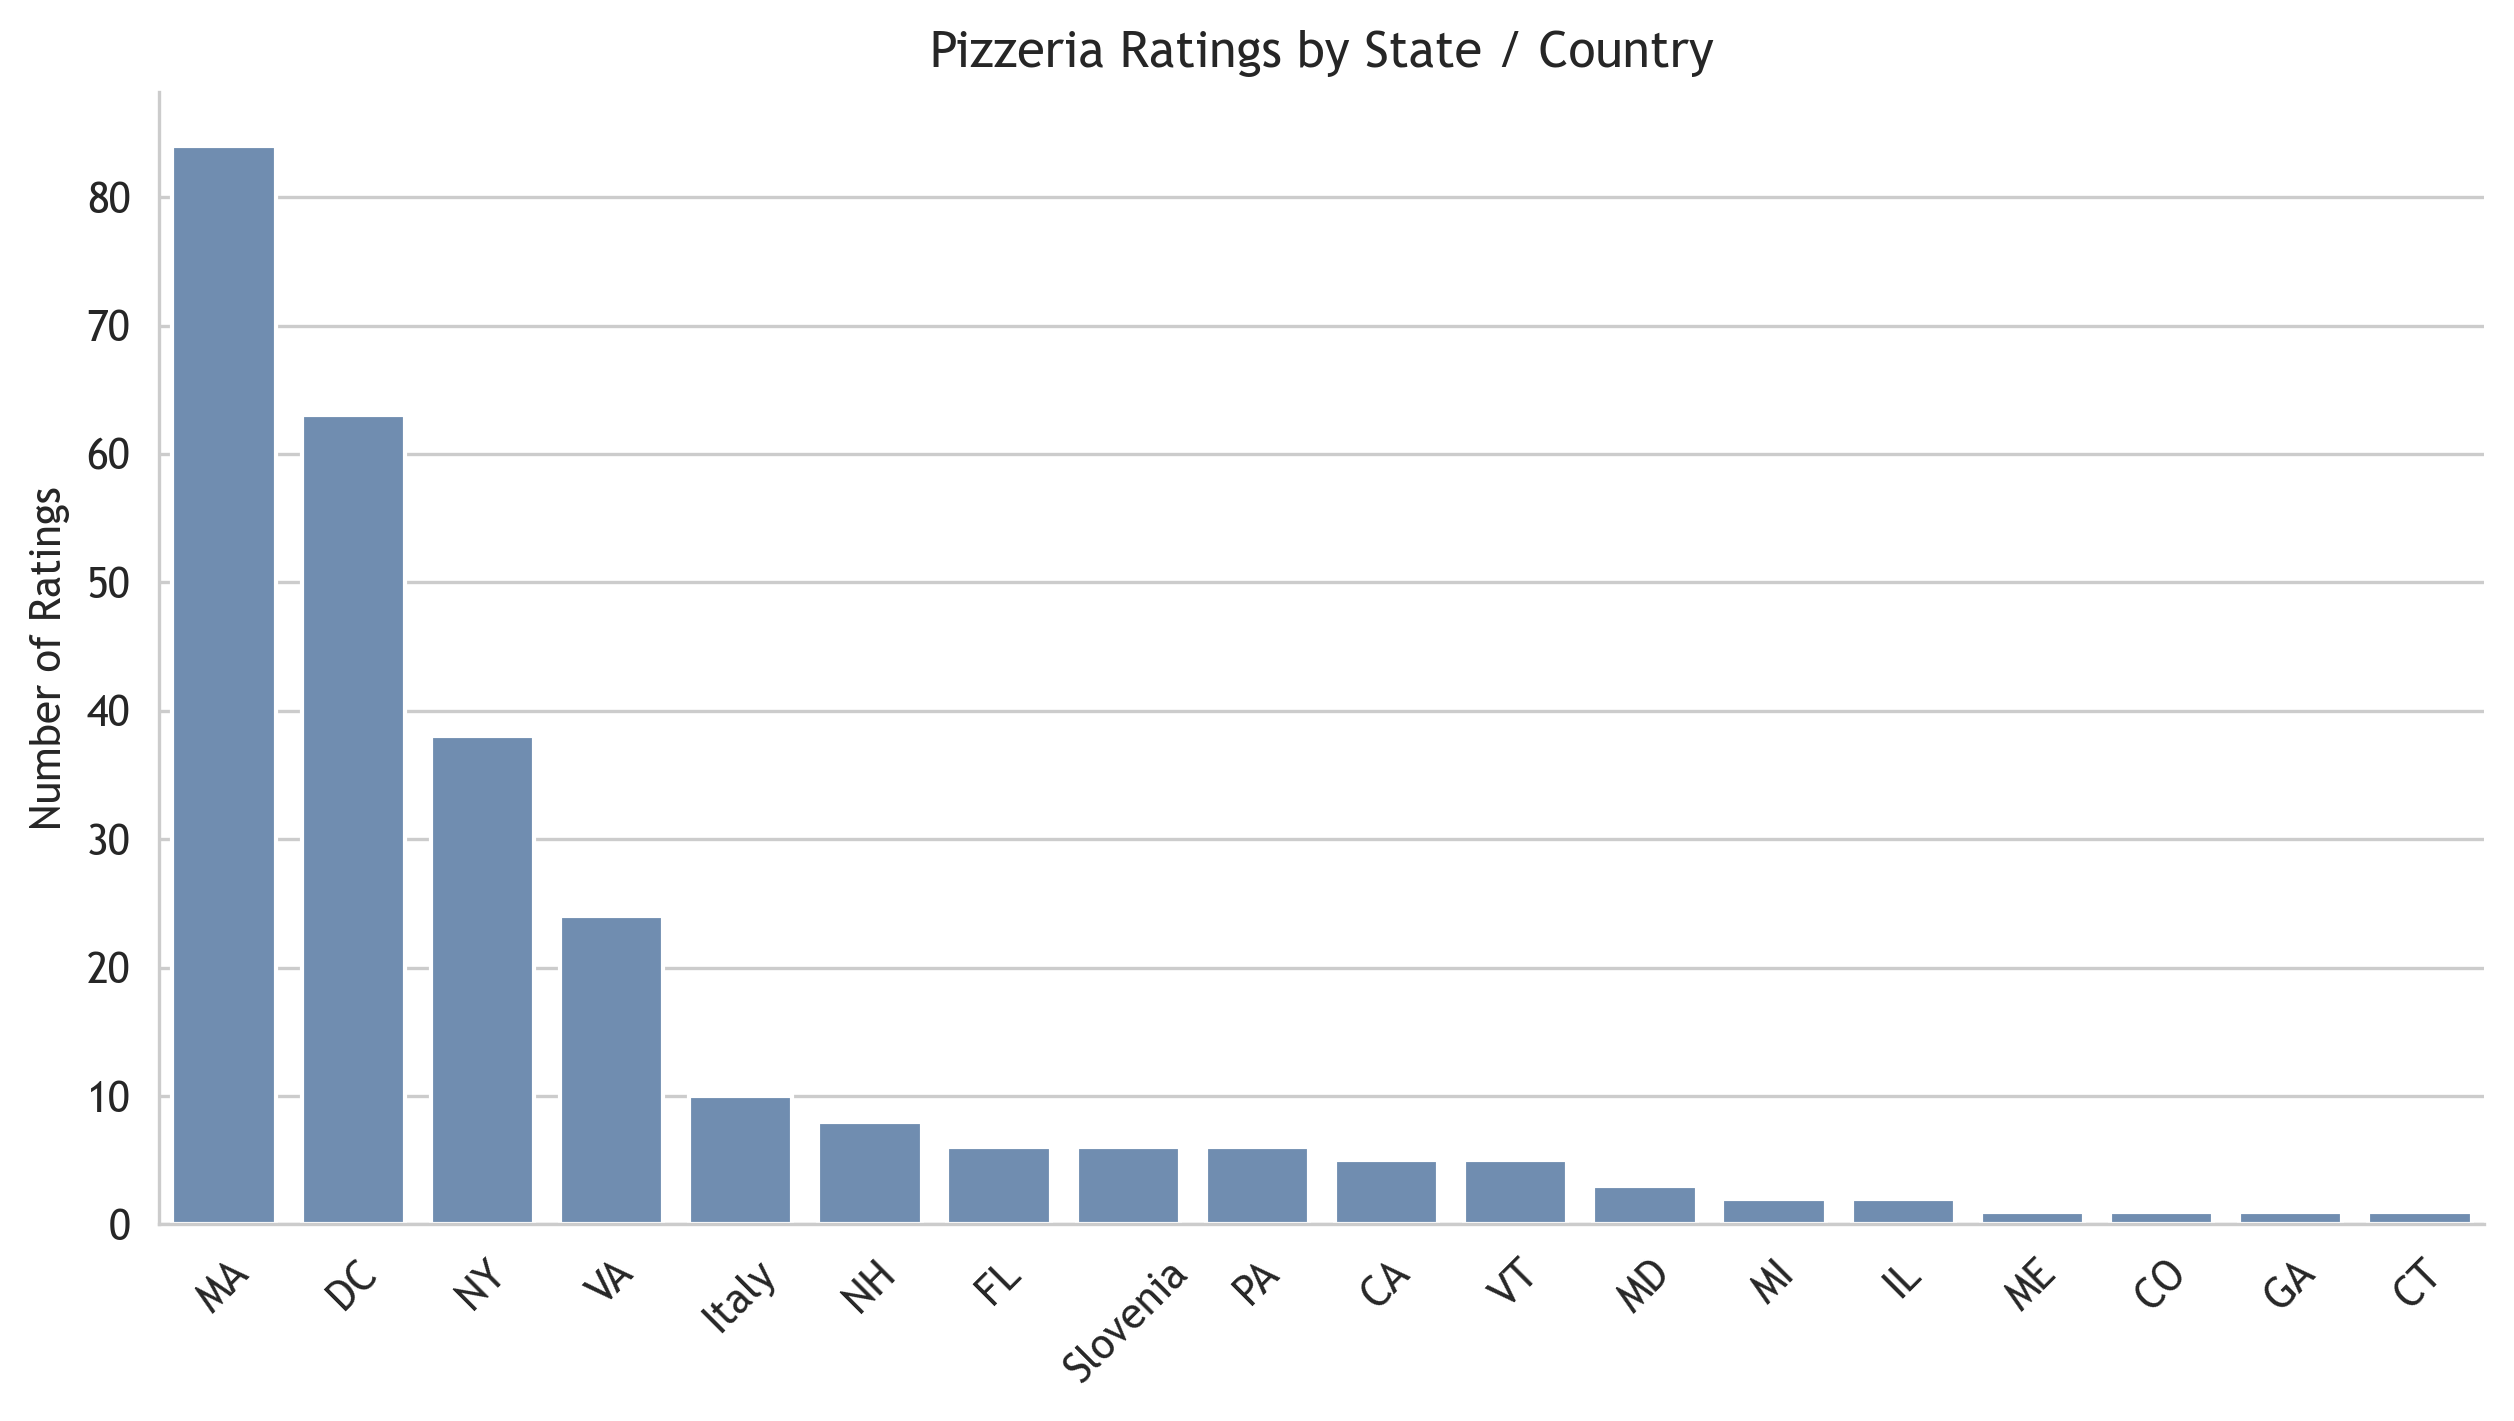 Pizzeria Ratings by State / Country
Number of Ratings
80
70
60
50
40
30
20
10
0
MA
DC
NY
VA
Italy
NH
FL
Slovenia
PA
CA
VT
MD
MI
IL
ME
CO
GA
CT